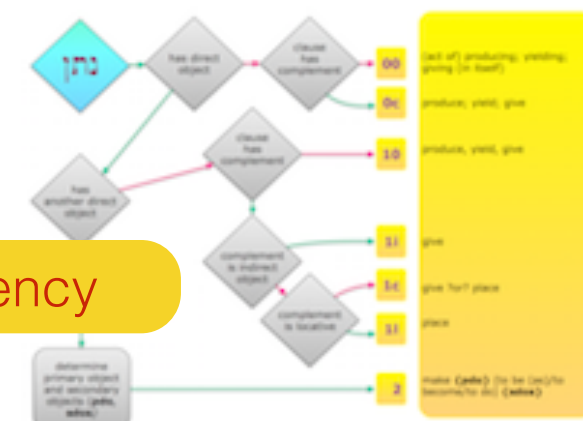 נתן
has direct
object
clause
has
complement
00
(act of) producing; yielding;
giving (in itself)
0c
produce; yield; give
clause
has
complement
10
produce, yield, give
has
another direct
object
complement
is indirect
object
1i
give
ency
1c
give for? place
complement
is locative
1l
place
determine
primary object
and secondary
objects (pdo,
sdos)
2
make (pdo) (to be (as)/to
become/to do) (sdos)